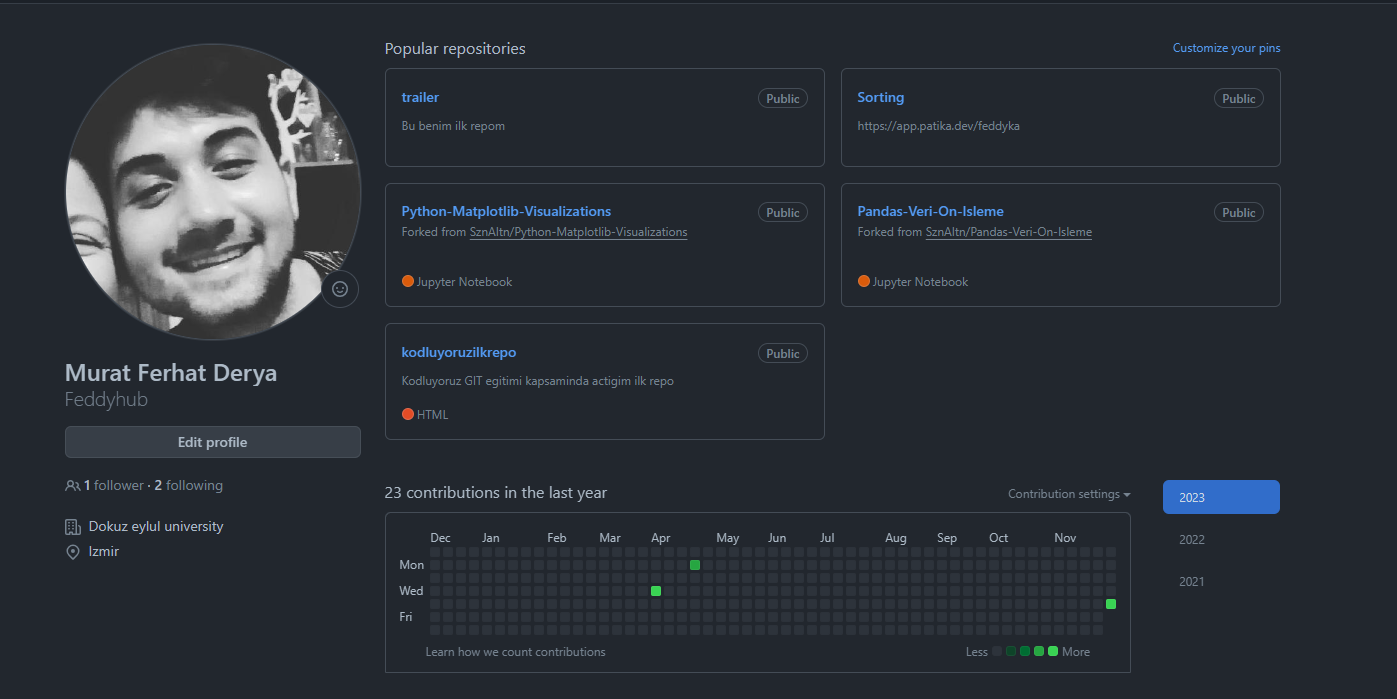 Popular repositories
Customize your pins
trailer
Public
Bu benim ilk repom
Sorting
Public
https://app.patika.dev/feddyka
Python-Matplotlib-Visualizations
Public
Forked from SznAltn/Python-Matplotlib-Visualizations
Jupyter Notebook
Pandas-Veri-On-Isleme
Public
Forked from SznAltn/Pandas-Veri-On-Isleme
Jupyter Notebook
kodluyoruzilkrepo
Public
Kodluyoruz GIT egitimi kapsaminda actigim ilk repo
HTML
Murat Ferhat Derya
Feddyhub
Edit profile
1 follower · 2 following
Dokuz eylul university
Izmir
23 contributions in the last year
Contribution settings
2023
2022
2021
Dec Jan Feb Mar Apr May Jun Jul Aug Sep Oct Nov
Mon
Wed
Fri
Learn how we count contributions
Less More